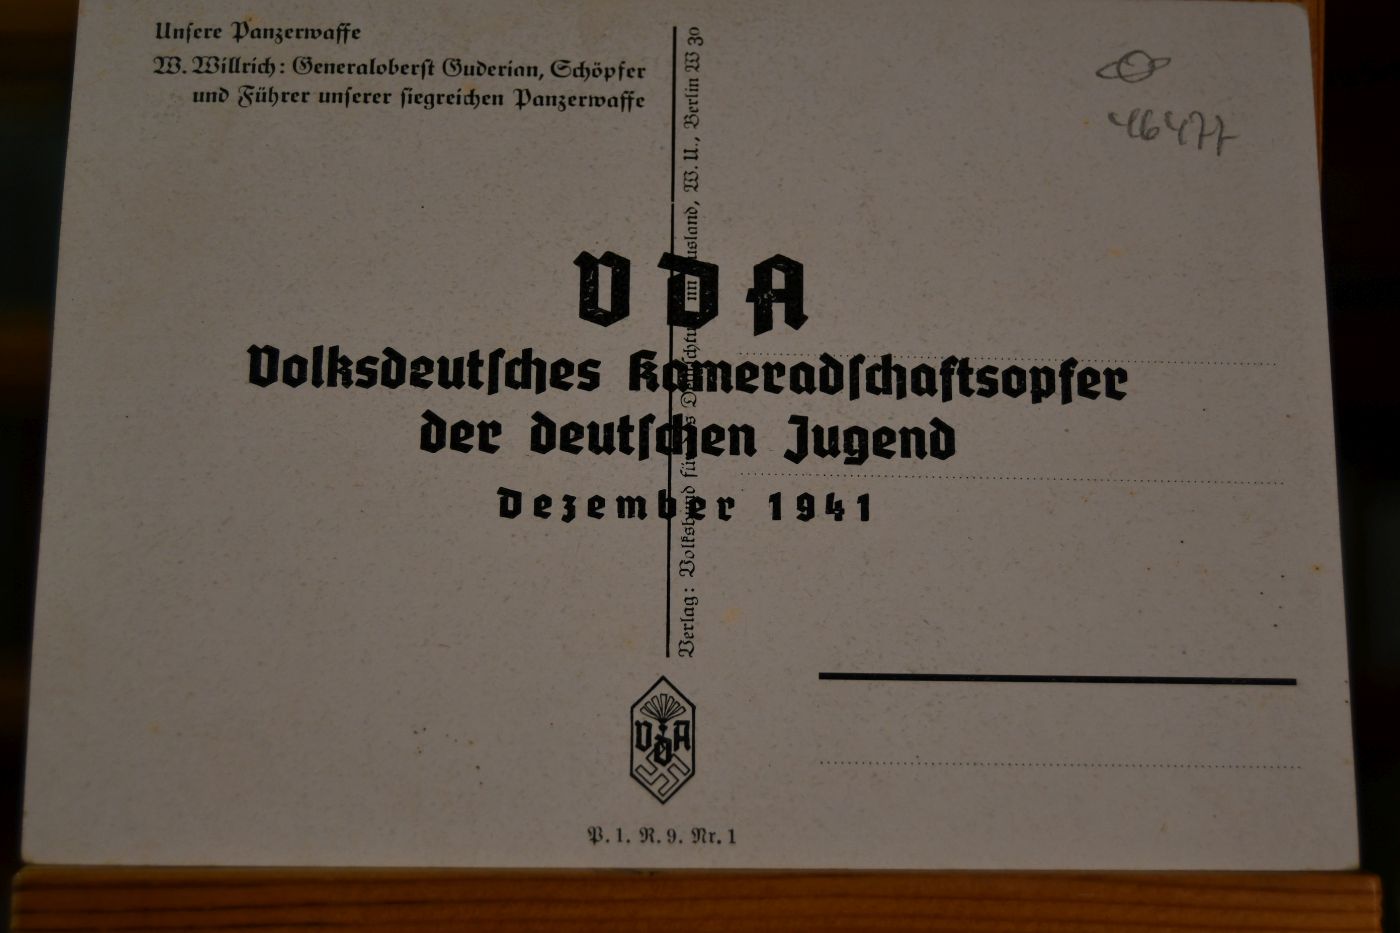 Unsere Panzerwaffe
W. Willrich: Generaloberst Guderian, Schöpfer
und Führer unserer siegreichen Panzerwaffe
46477
VDA
Volksdeutsches Kameradschaftsopfer
der deutschen Jugend
Dezember 1941
Verlag: Volksbund für das Deutschtum im Ausland, W. U., Berlin W 30
VDA
P. 1. R. 9. Nr. 1